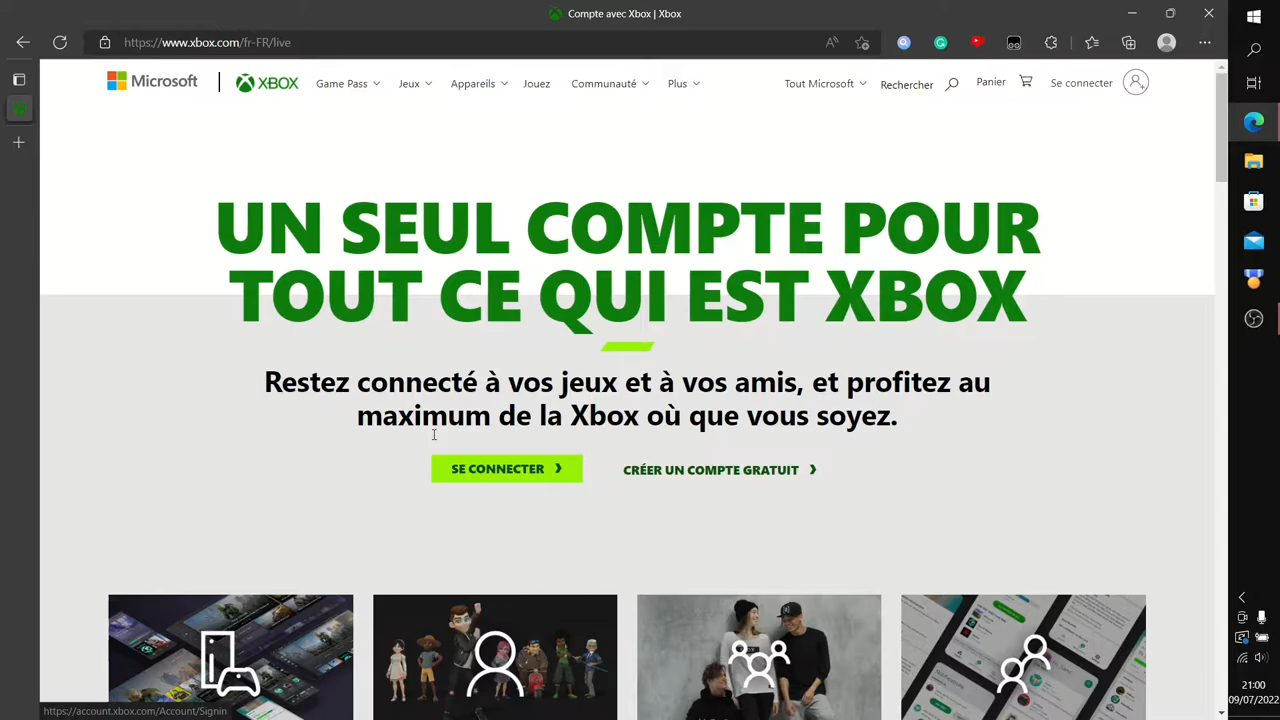 Compte avec Xbox | Xbox
https://www.xbox.com/fr-FR/live
Microsoft
XBOX
Game Pass
Jeux
Appareils
Jouez
Communauté
Plus
Tout Microsoft
Rechercher
Panier
Se connecter
UN SEUL COMPTE POUR
TOUT CE QUI EST XBOX
Restez connecté à vos jeux et à vos amis, et profitez au
maximum de la Xbox où que vous soyez.
SE CONNECTER
CRÉER UN COMPTE GRATUIT
https://account.xbox.com/Account/Signin
21:00
09/07/2022